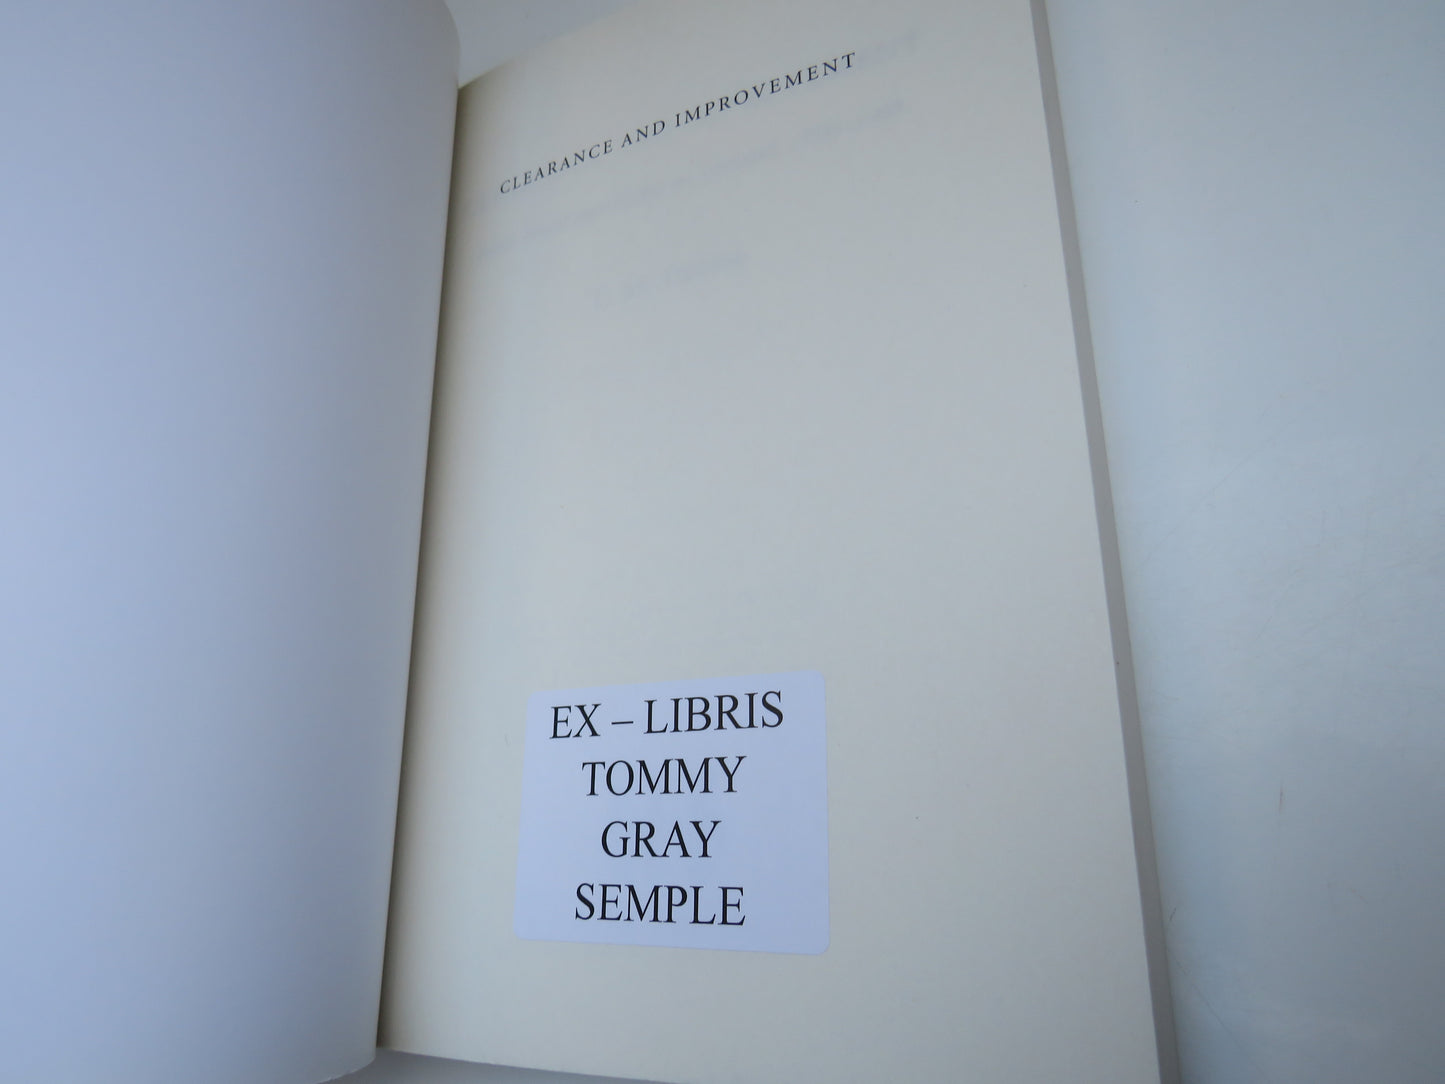 CLEARANCE AND IMPROVEMENT
EX – LIBRIS
TOMMY
GRAY
SEMPLE